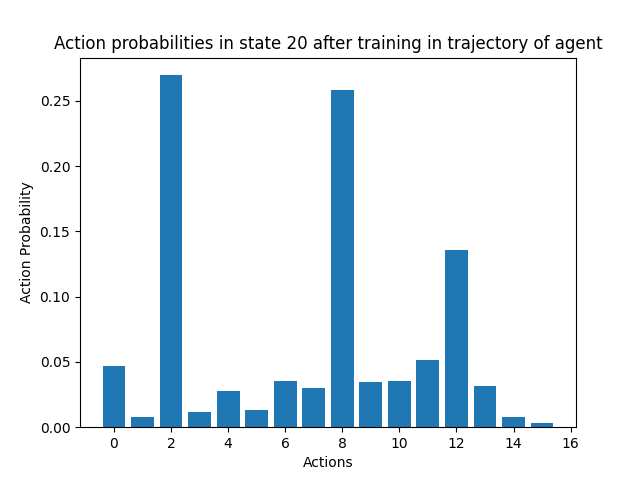 Action probabilities in state 20 after training in trajectory of agent
0.25
0.20
0.15
0.10
0.05
0.00
Action Probability
0 2 4 6 8 10 12 14 16
Actions